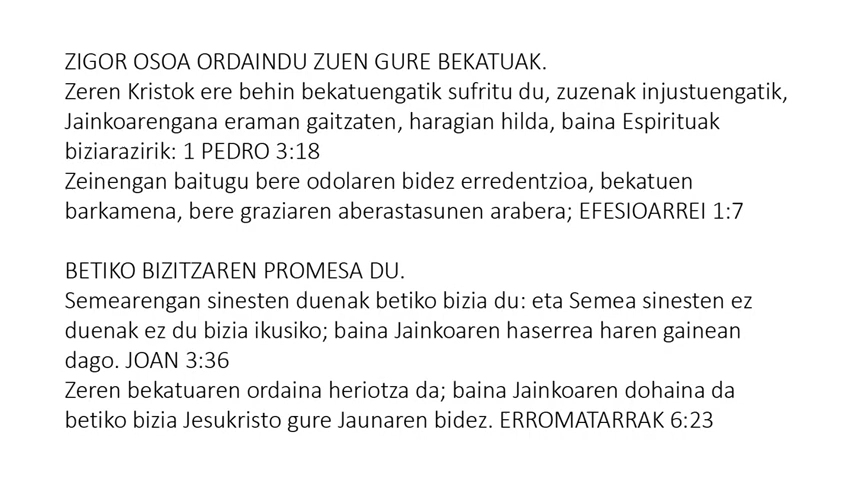 ZIGOR OSOA ORDAINDU ZUEN GURE BEKATUAK.
Zeren Kristok ere behin bekatuengatik sufritu du, zuzenak injustuengatik,
Jainkoarengana eraman gaitzaten, haragian hilda, baina Espirituak
biziarazirik: 1 PEDRO 3:18
Zeinengan baitugu bere odolaren bidez erredentzioa, bekatuen
barkamena, bere graziaren aberastasunen arabera; EFESIOARREI 1:7
BETIKO BIZITZAREN PROMESA DU.
Semearengan sinesten duenak betiko bizia du: eta Semea sinesten ez
duenak ez du bizia ikusiko; baina Jainkoaren haserrea haren gainean
dago. JOAN 3:36
Zeren bekatuaren ordaina heriotza da; baina Jainkoaren dohaina da
betiko bizia Jesukristo gure Jaunaren bidez. ERROMATARRAK 6:23